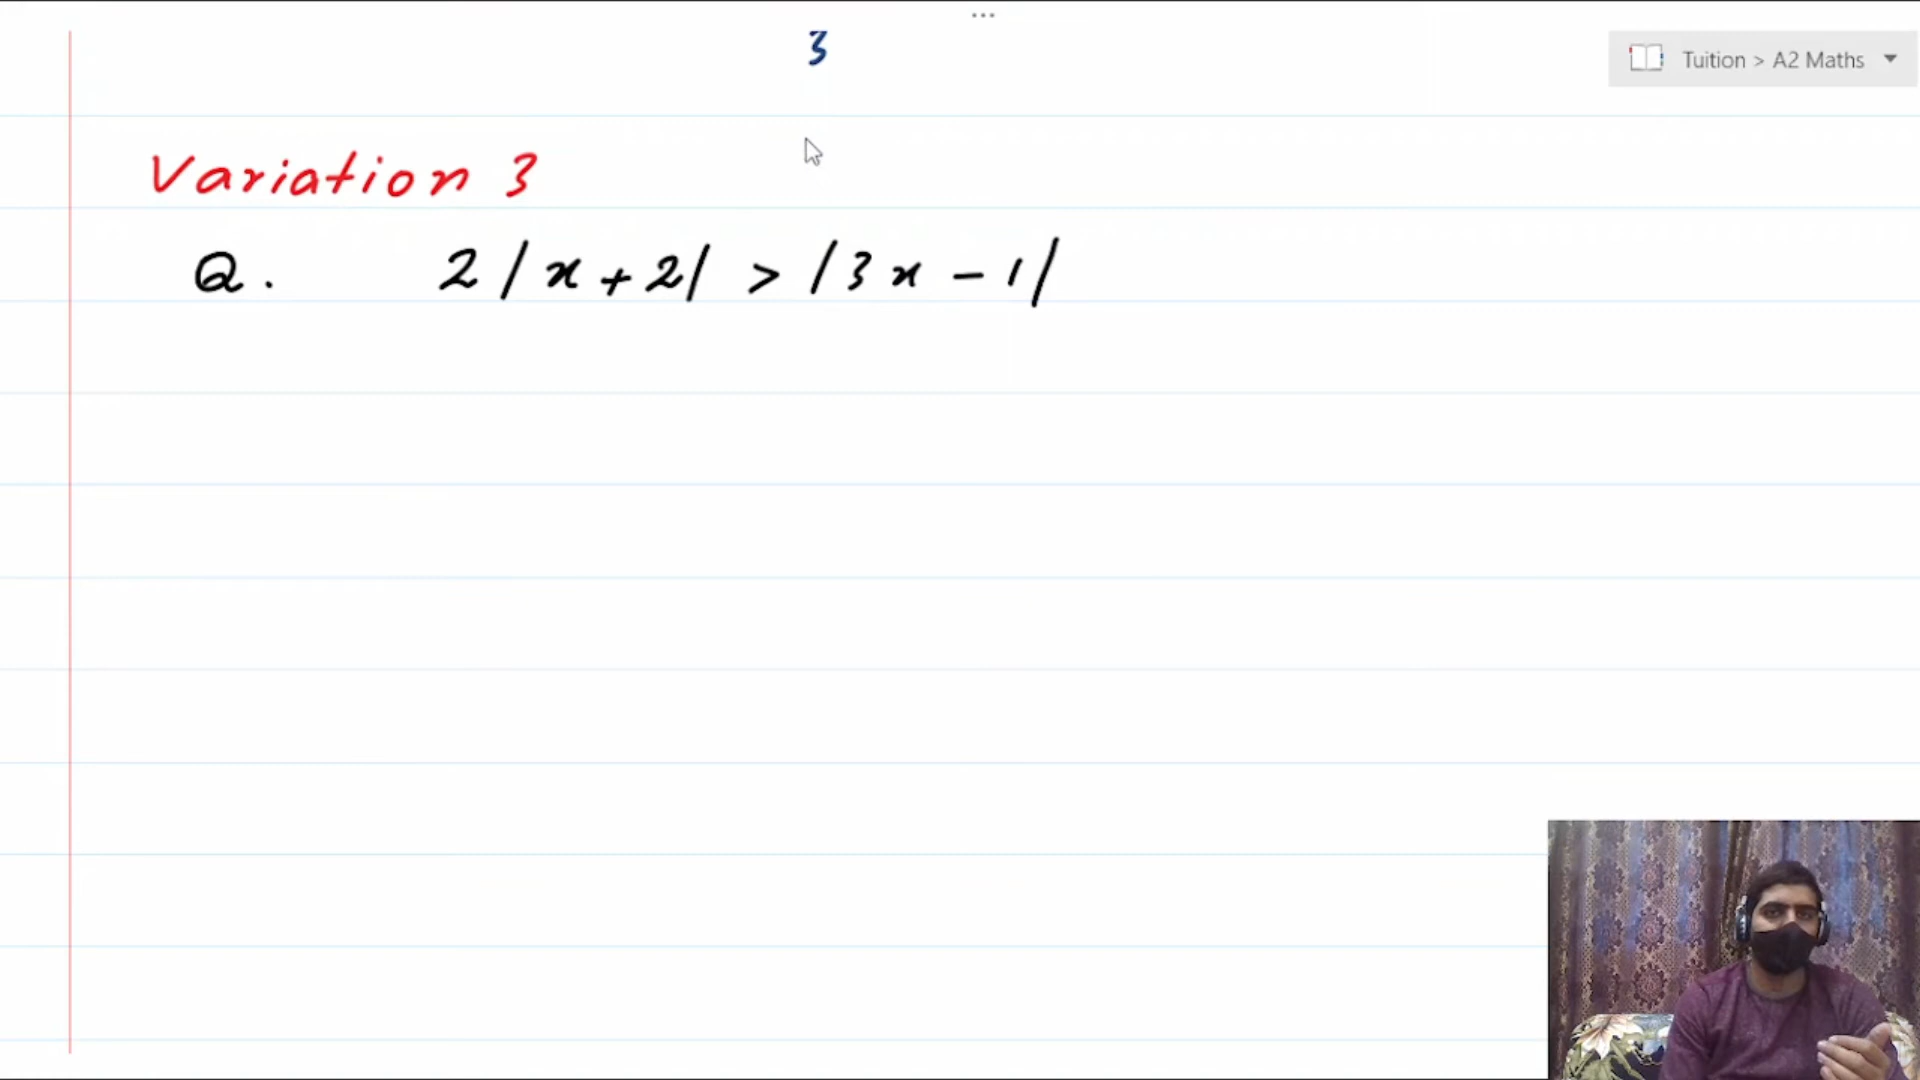 ...
3
Tuition > A2 Maths
Variation 3
Q. 2|x+2| > |3x-1|